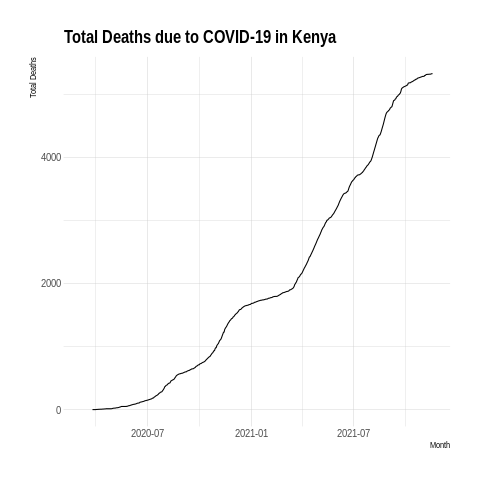 Total Deaths due to COVID-19 in Kenya
Total Deaths
4000
2000
0
2020-07 2021-01 2021-07
Month